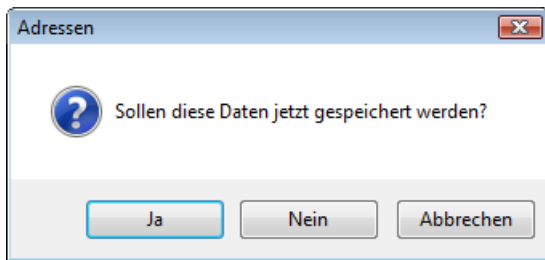 Adressen
Sollen diese Daten jetzt gespeichert werden?
Ja Nein Abbrechen